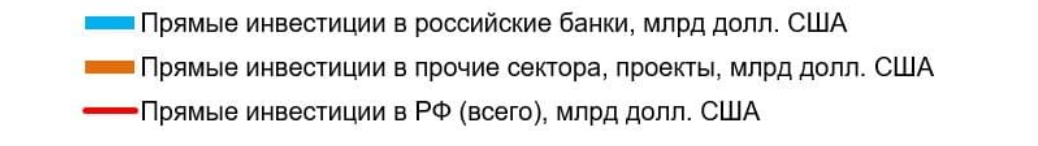 Прямые инвестиции в российские банки, млрд долл. США
Прямые инвестиции в прочие сектора, проекты, млрд долл. США
Прямые инвестиции в РФ (всего), млрд долл. США